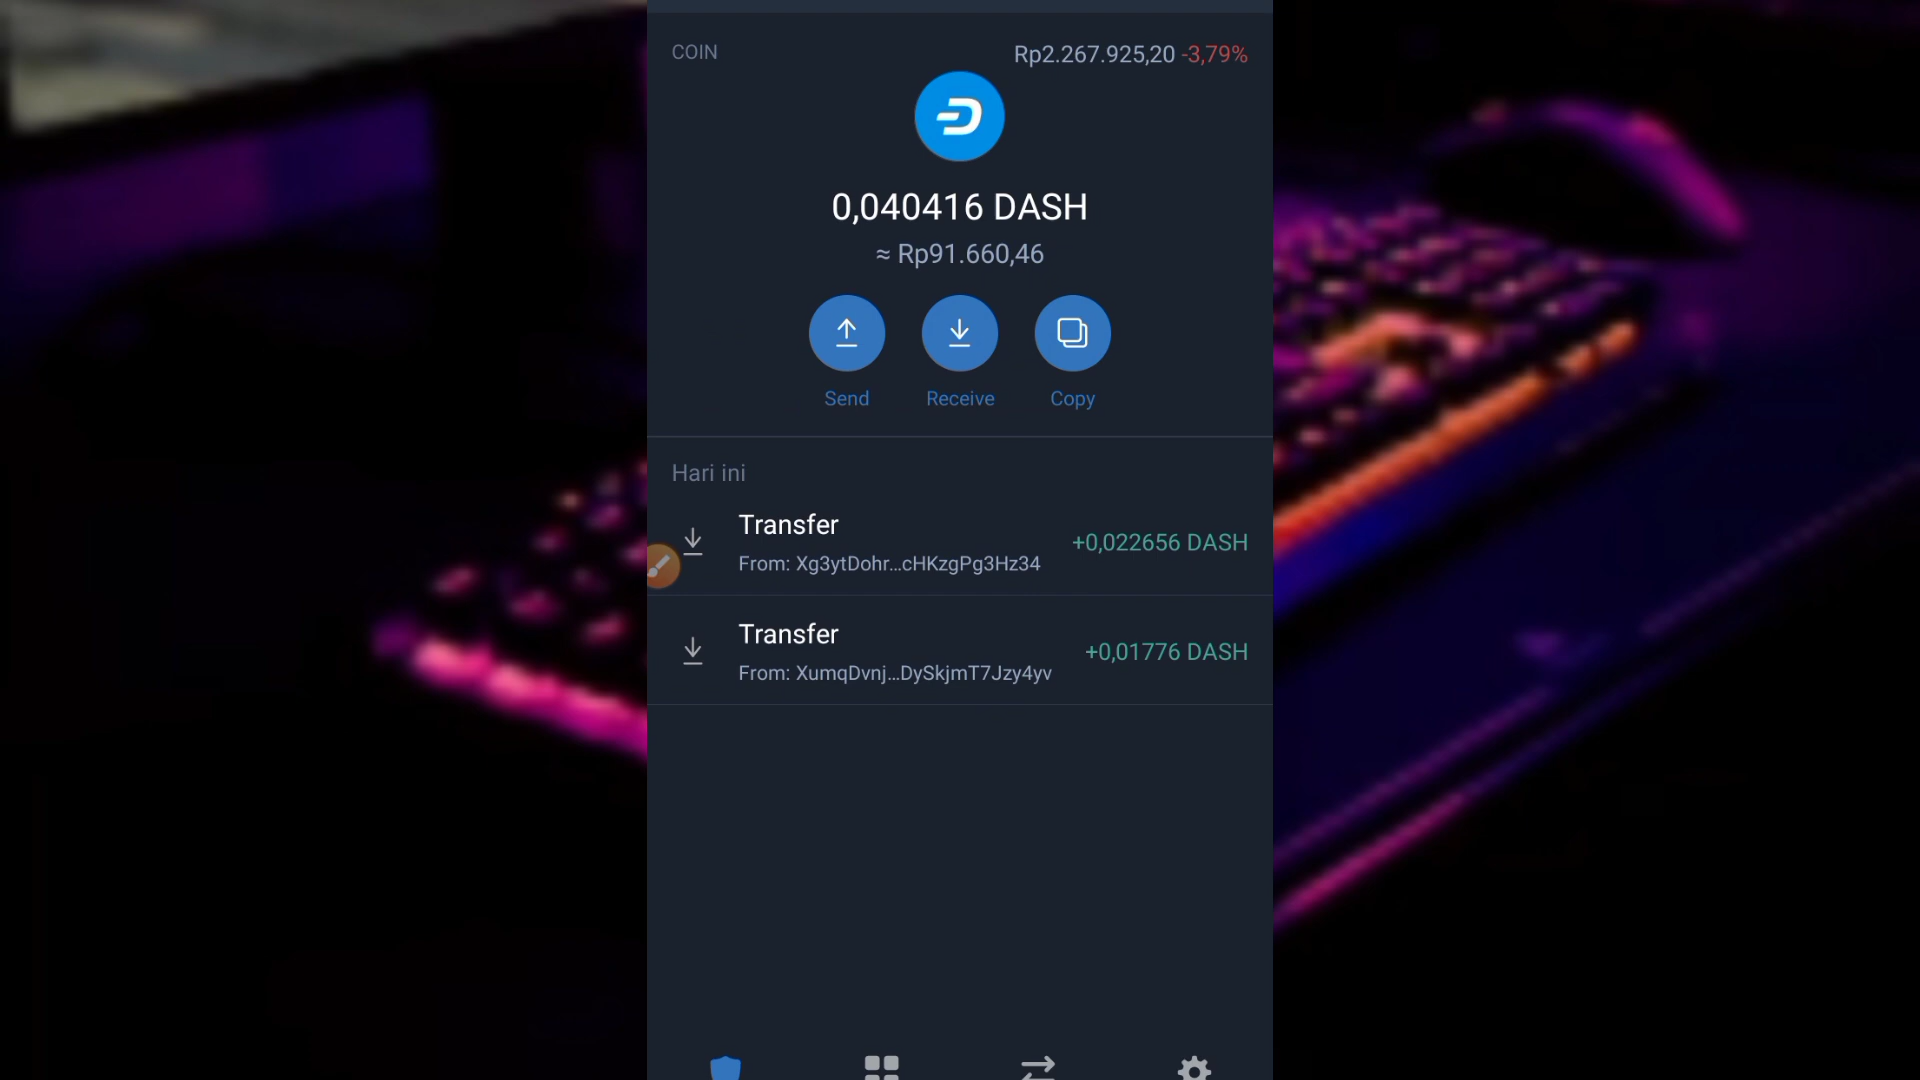 COIN
Rp2.267.925,20 -3,79%
0,040416 DASH
≈ Rp91.660,46
Send
Receive
Copy
Hari ini
Transfer
+0,022656 DASH
From: Xg3ytDohr...cHKzgPg3Hz34
Transfer
+0,01776 DASH
From: XumqDvnj...DySkjmT7Jzy4yv